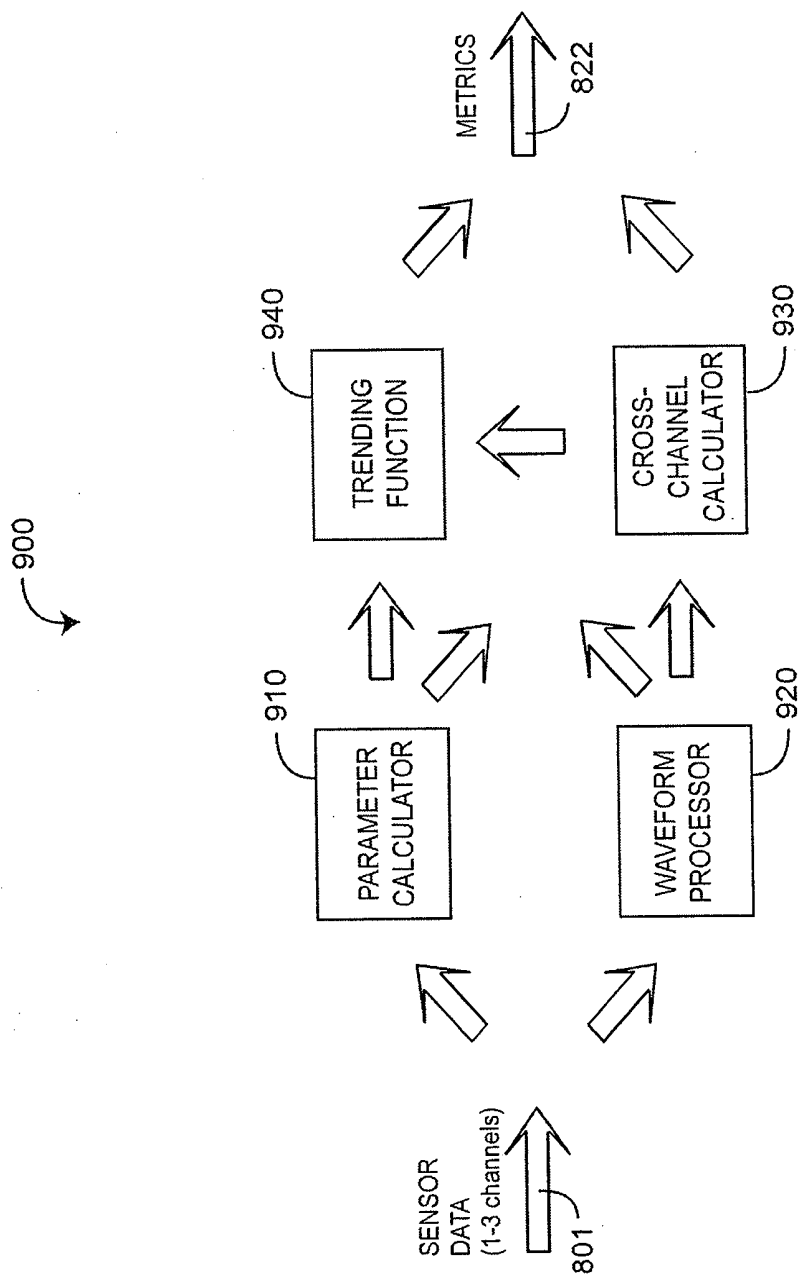 900
SENSOR
DATA
(1-3 channels)
801
910
PARAMETER
CALCULATOR
WAVEFORM
PROCESSOR
920
940
TRENDING
FUNCTION
CROSS-
CHANNEL
CALCULATOR
930
METRICS
822